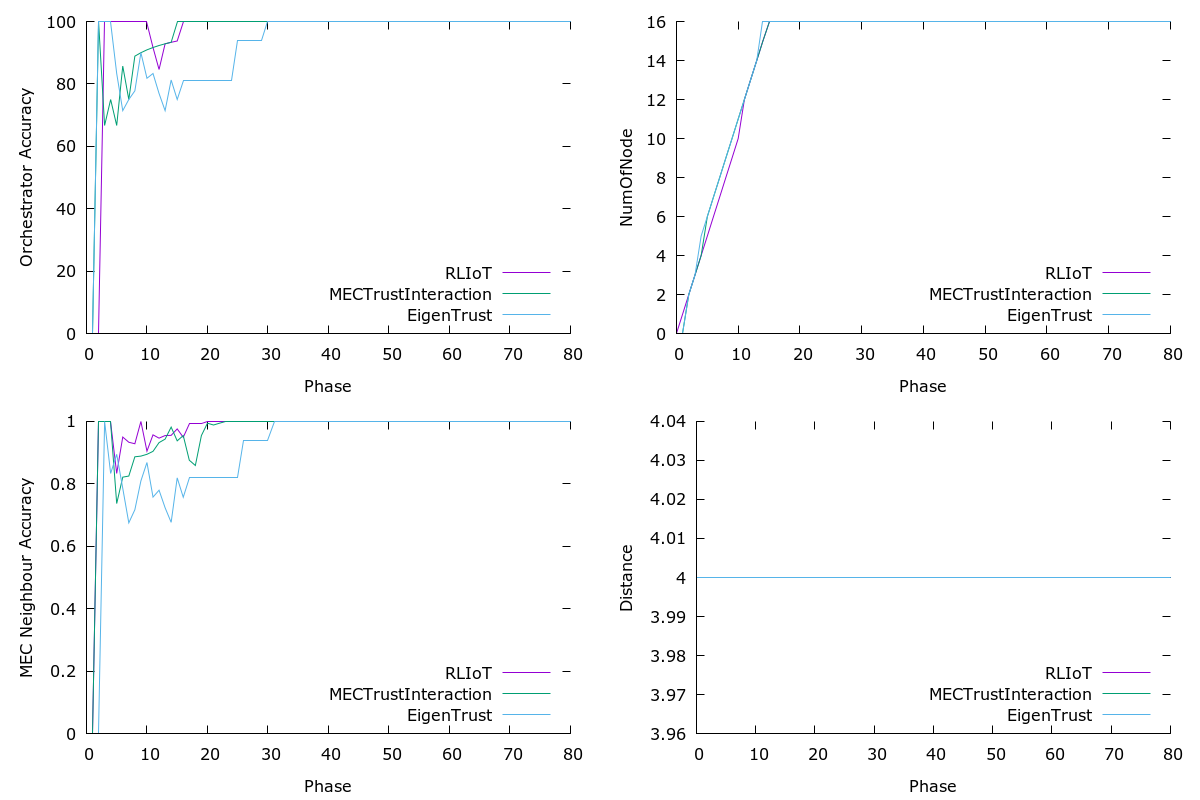 100
80
60
40
20
0
Orchestrator Accuracy
RLIoT
MECTrustInteraction
EigenTrust
0 10 20 30 40 50 60 70 80
Phase
16
14
12
10
8
6
4
2
0
NumOfNode
RLIoT
MECTrustInteraction
EigenTrust
0 10 20 30 40 50 60 70 80
Phase
1
0.8
0.6
0.4
0.2
0
MEC Neighbour Accuracy
RLIoT
MECTrustInteraction
EigenTrust
0 10 20 30 40 50 60 70 80
Phase
4.04
4.03
4.02
4.01
4
3.99
3.98
3.97
3.96
Distance
RLIoT
MECTrustInteraction
EigenTrust
0 10 20 30 40 50 60 70 80
Phase